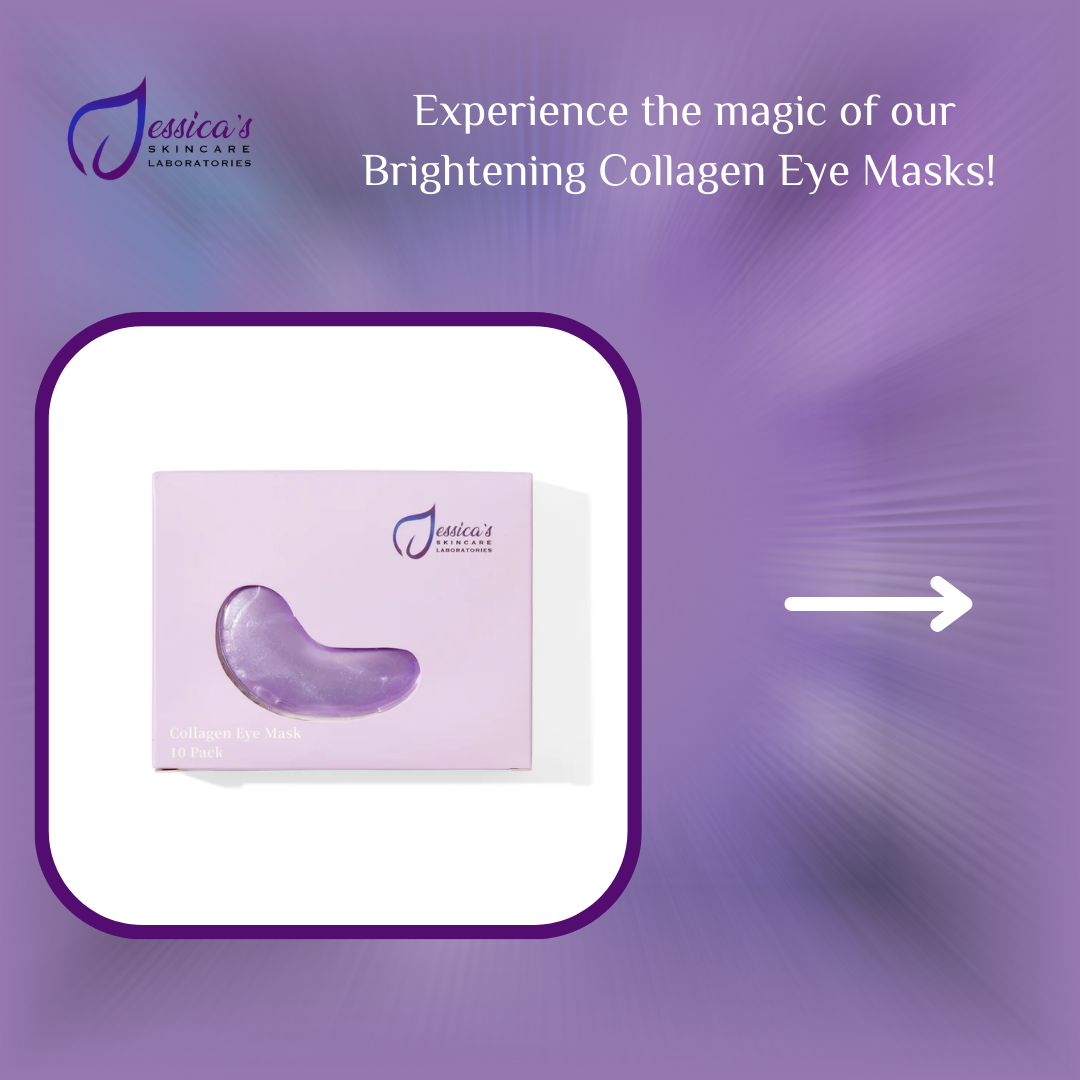 Jessica's
SKINCARE
LABORATORIES
Experience the magic of our
Brightening Collagen Eye Masks!
Jessica's
SKINCARE
LABORATORIES
Collagen Eye Mask
10 Pack